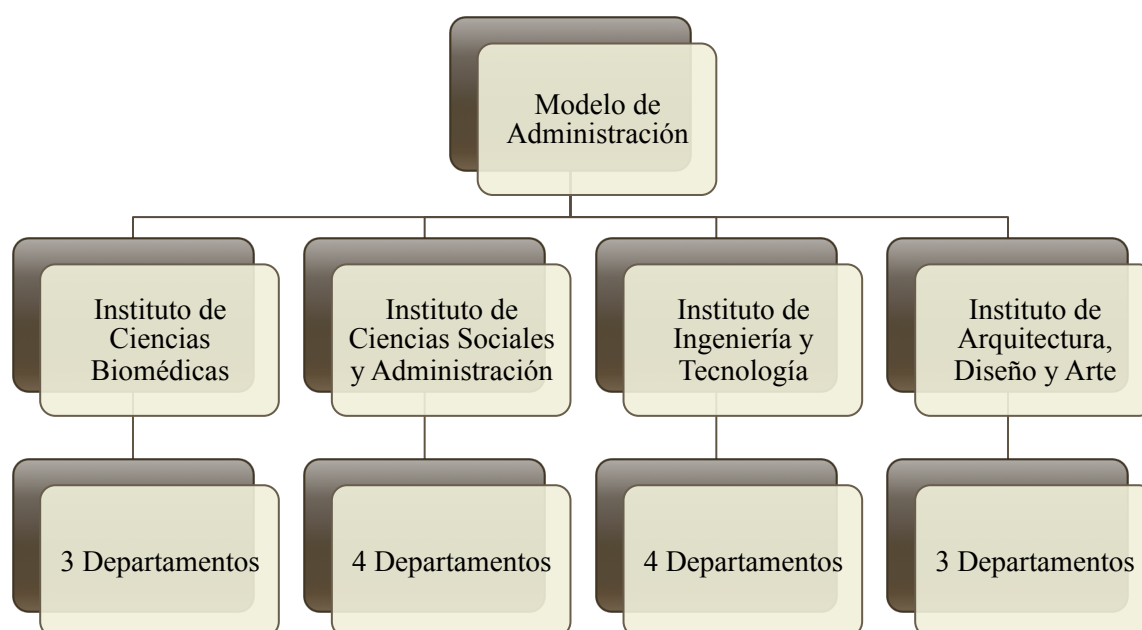 Modelo de
Administración
Instituto de
Ciencias
Biomédicas
Instituto de
Ciencias Sociales
y Administración
Instituto de
Ingeniería y
Tecnología
Instituto de
Arquitectura,
Diseño y Arte
3 Departamentos
4 Departamentos
4 Departamentos
3 Departamentos